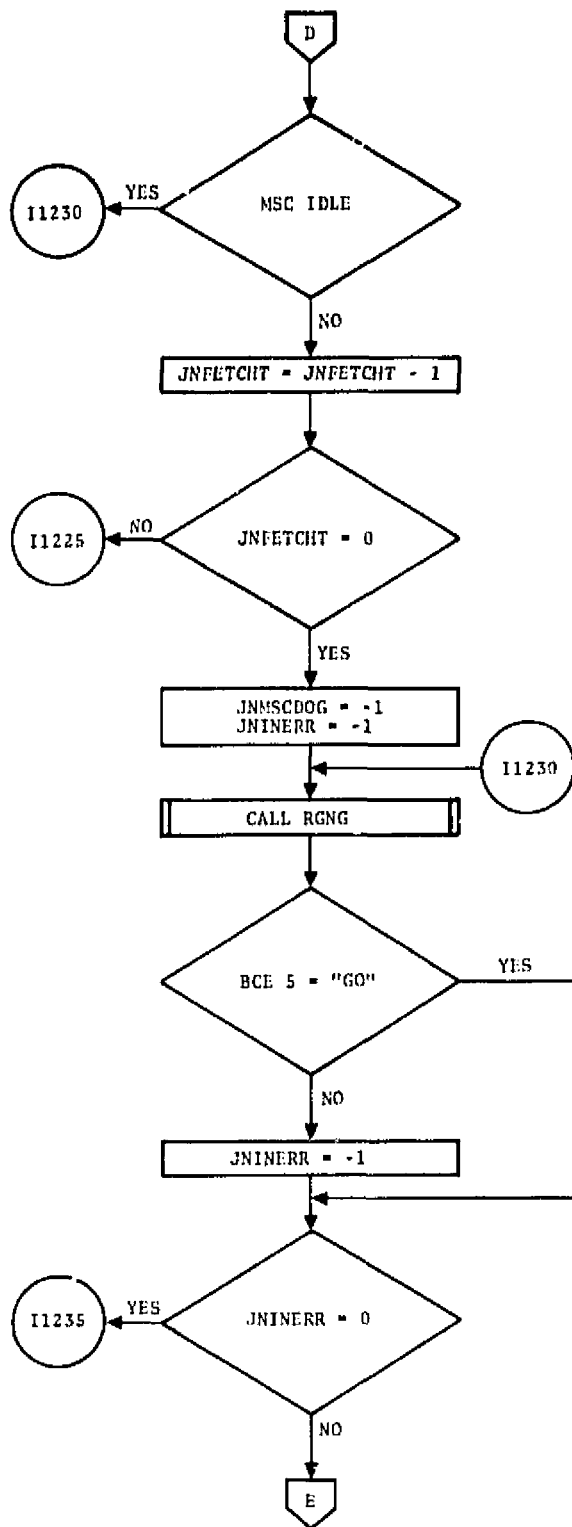 D
MSC IDLE
YES
I1230
NO
JNFETCHT = JNFETCHT - 1
JNFETCHT = 0
NO
I1225
YES
JNMSCDOG = -1
JNINERR = -1
I1230
CALL RGNG
BCE 5 = "GO"
YES
NO
JNINERR = -1
JNINERR = 0
YES
I1235
NO
E